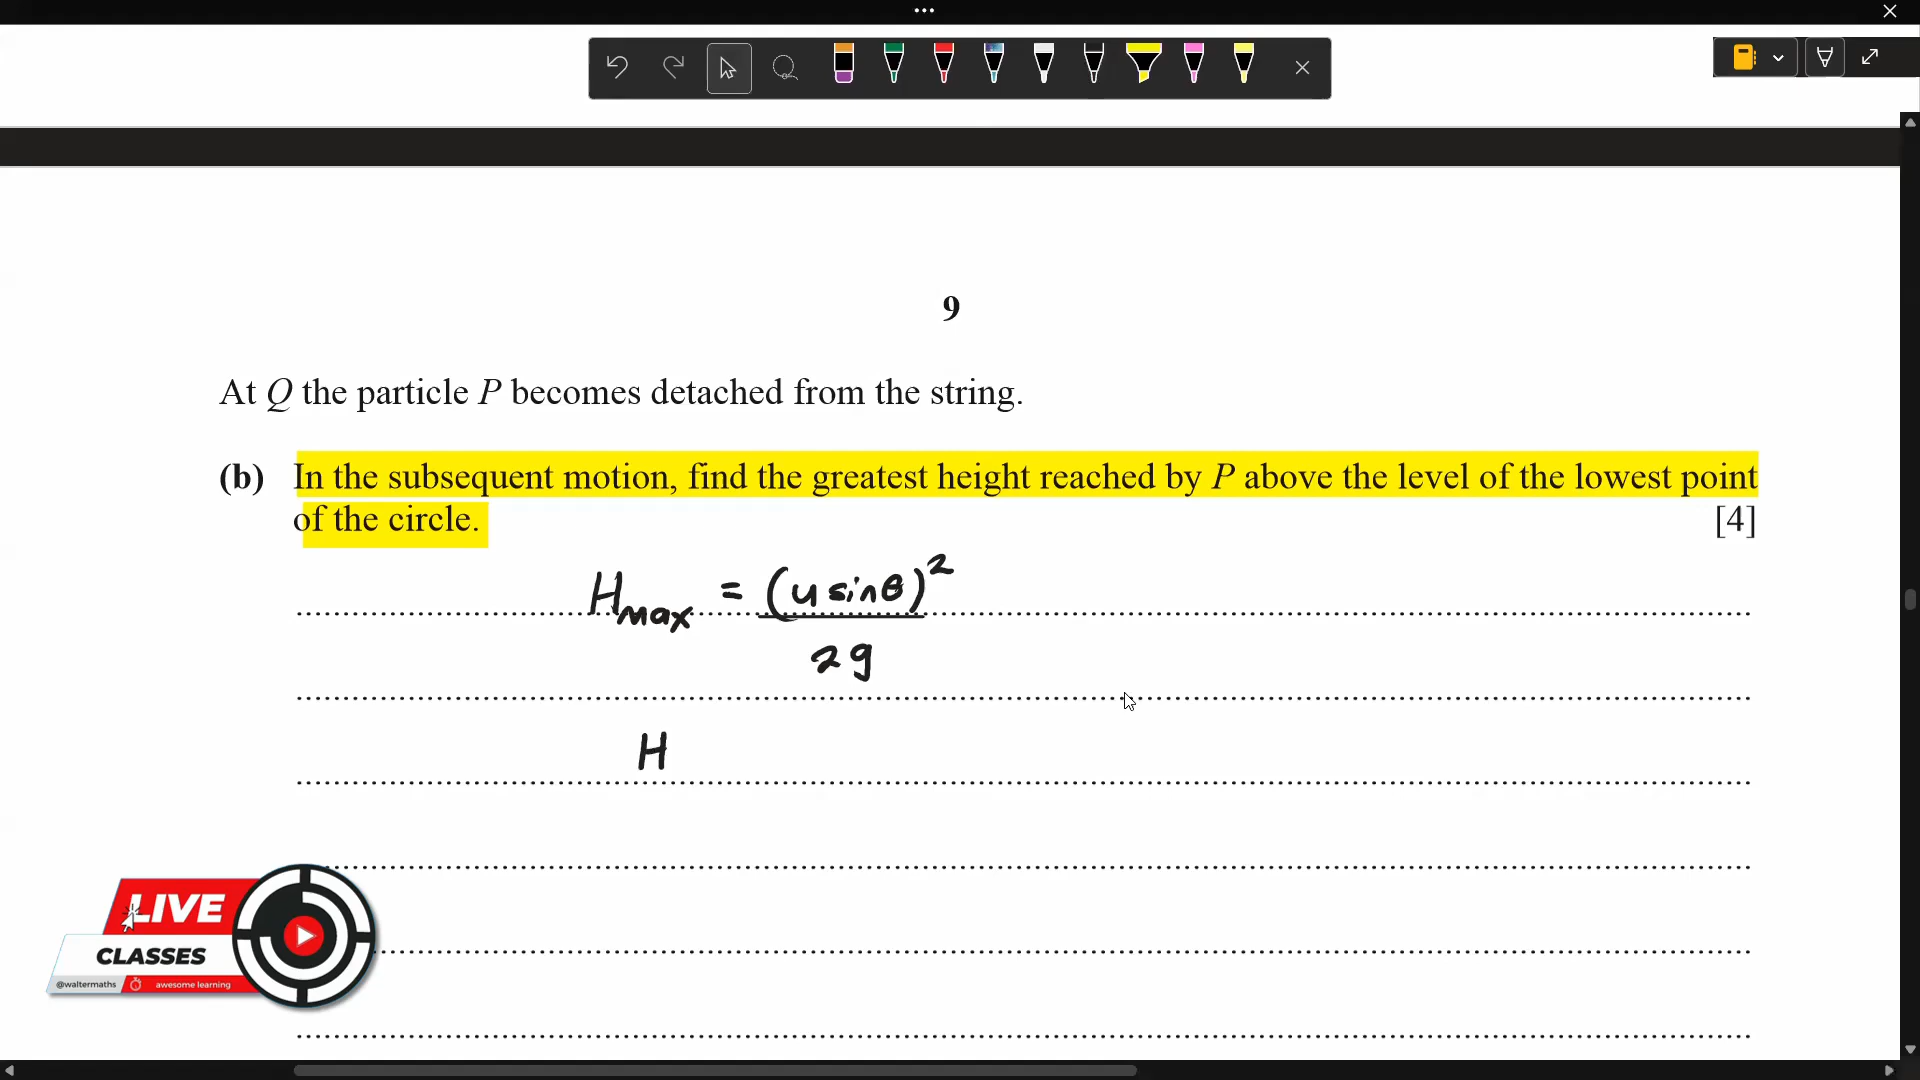 9
At Q the particle P becomes detached from the string.
(b) In the subsequent motion, find the greatest height reached by P above the level of the lowest point
of the circle. [4]
H_max = (u sinθ)²
2g
H
LIVE
CLASSES
@waltermaths awesome learning